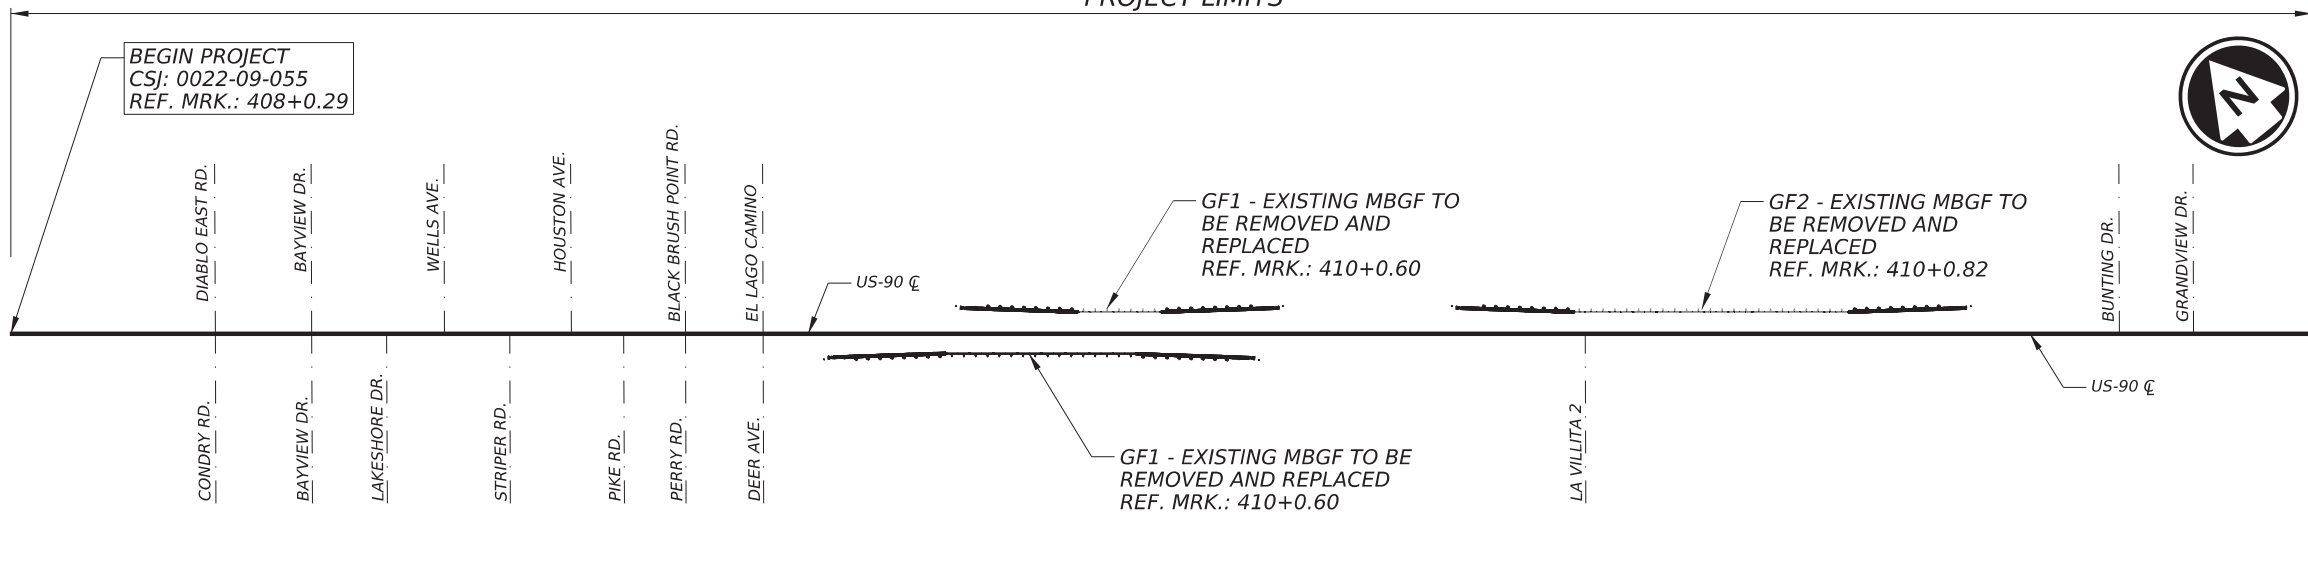 PROJECT LIMITS
BEGIN PROJECT
CSJ: 0022-09-055
REF. MRK.: 408+0.29
N
DIABLO EAST RD.
BAYVIEW DR.
WELLS AVE.
HOUSTON AVE.
BLACK BRUSH POINT RD.
EL LAGO CAMINO
US-90 ℄
GF1 - EXISTING MBGF TO
BE REMOVED AND
REPLACED
REF. MRK.: 410+0.60
GF2 - EXISTING MBGF TO
BE REMOVED AND
REPLACED
REF. MRK.: 410+0.82
BUNTING DR.
GRANDVIEW DR.
CONDRY RD.
BAYVIEW DR.
LAKESHORE DR.
STRIPER RD.
PIKE RD.
PERRY RD.
DEER AVE.
GF1 - EXISTING MBGF TO BE
REMOVED AND REPLACED
REF. MRK.: 410+0.60
LA VILLITA 2
US-90 ℄